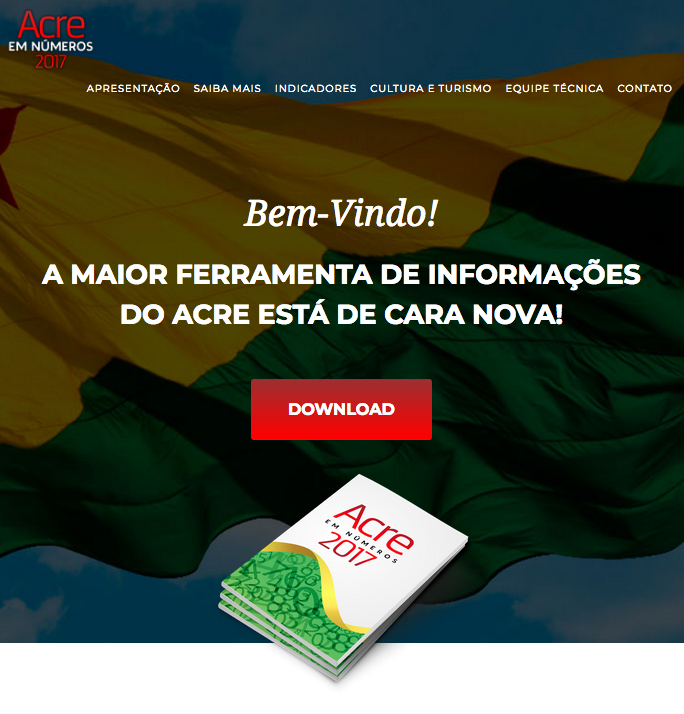 Acre
EM NÚMEROS
2017
APRESENTAÇÃO SAIBA MAIS INDICADORES CULTURA E TURISMO EQUIPE TÉCNICA CONTATO
Bem-Vindo!
A MAIOR FERRAMENTA DE INFORMAÇÕES
DO ACRE ESTÁ DE CARA NOVA!
DOWNLOAD
Acre
EM NÚMEROS
2017